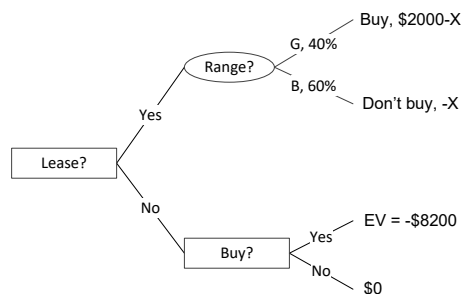 Buy, $2000-X
G, 40%
Range?
B, 60%
Don't buy, -X
Yes
Lease?
No
EV = -$8200
Yes
Buy?
No
$0